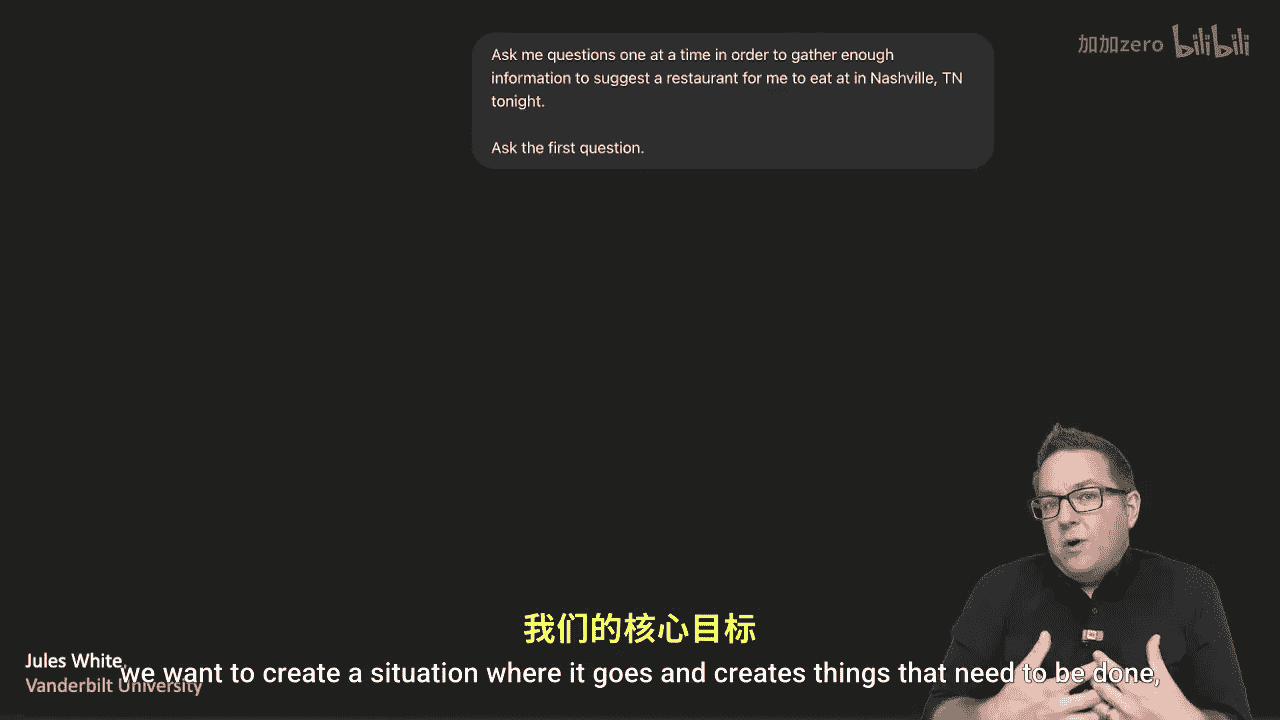 加加zero bilibili
Ask me questions one at a time in order to gather enough
information to suggest a restaurant for me to eat at in Nashville, TN
tonight.
Ask the first question.
我们的核心目标
Jules White,
we want to create a situation where it goes and creates things that need to be done,
Vanderbilt University